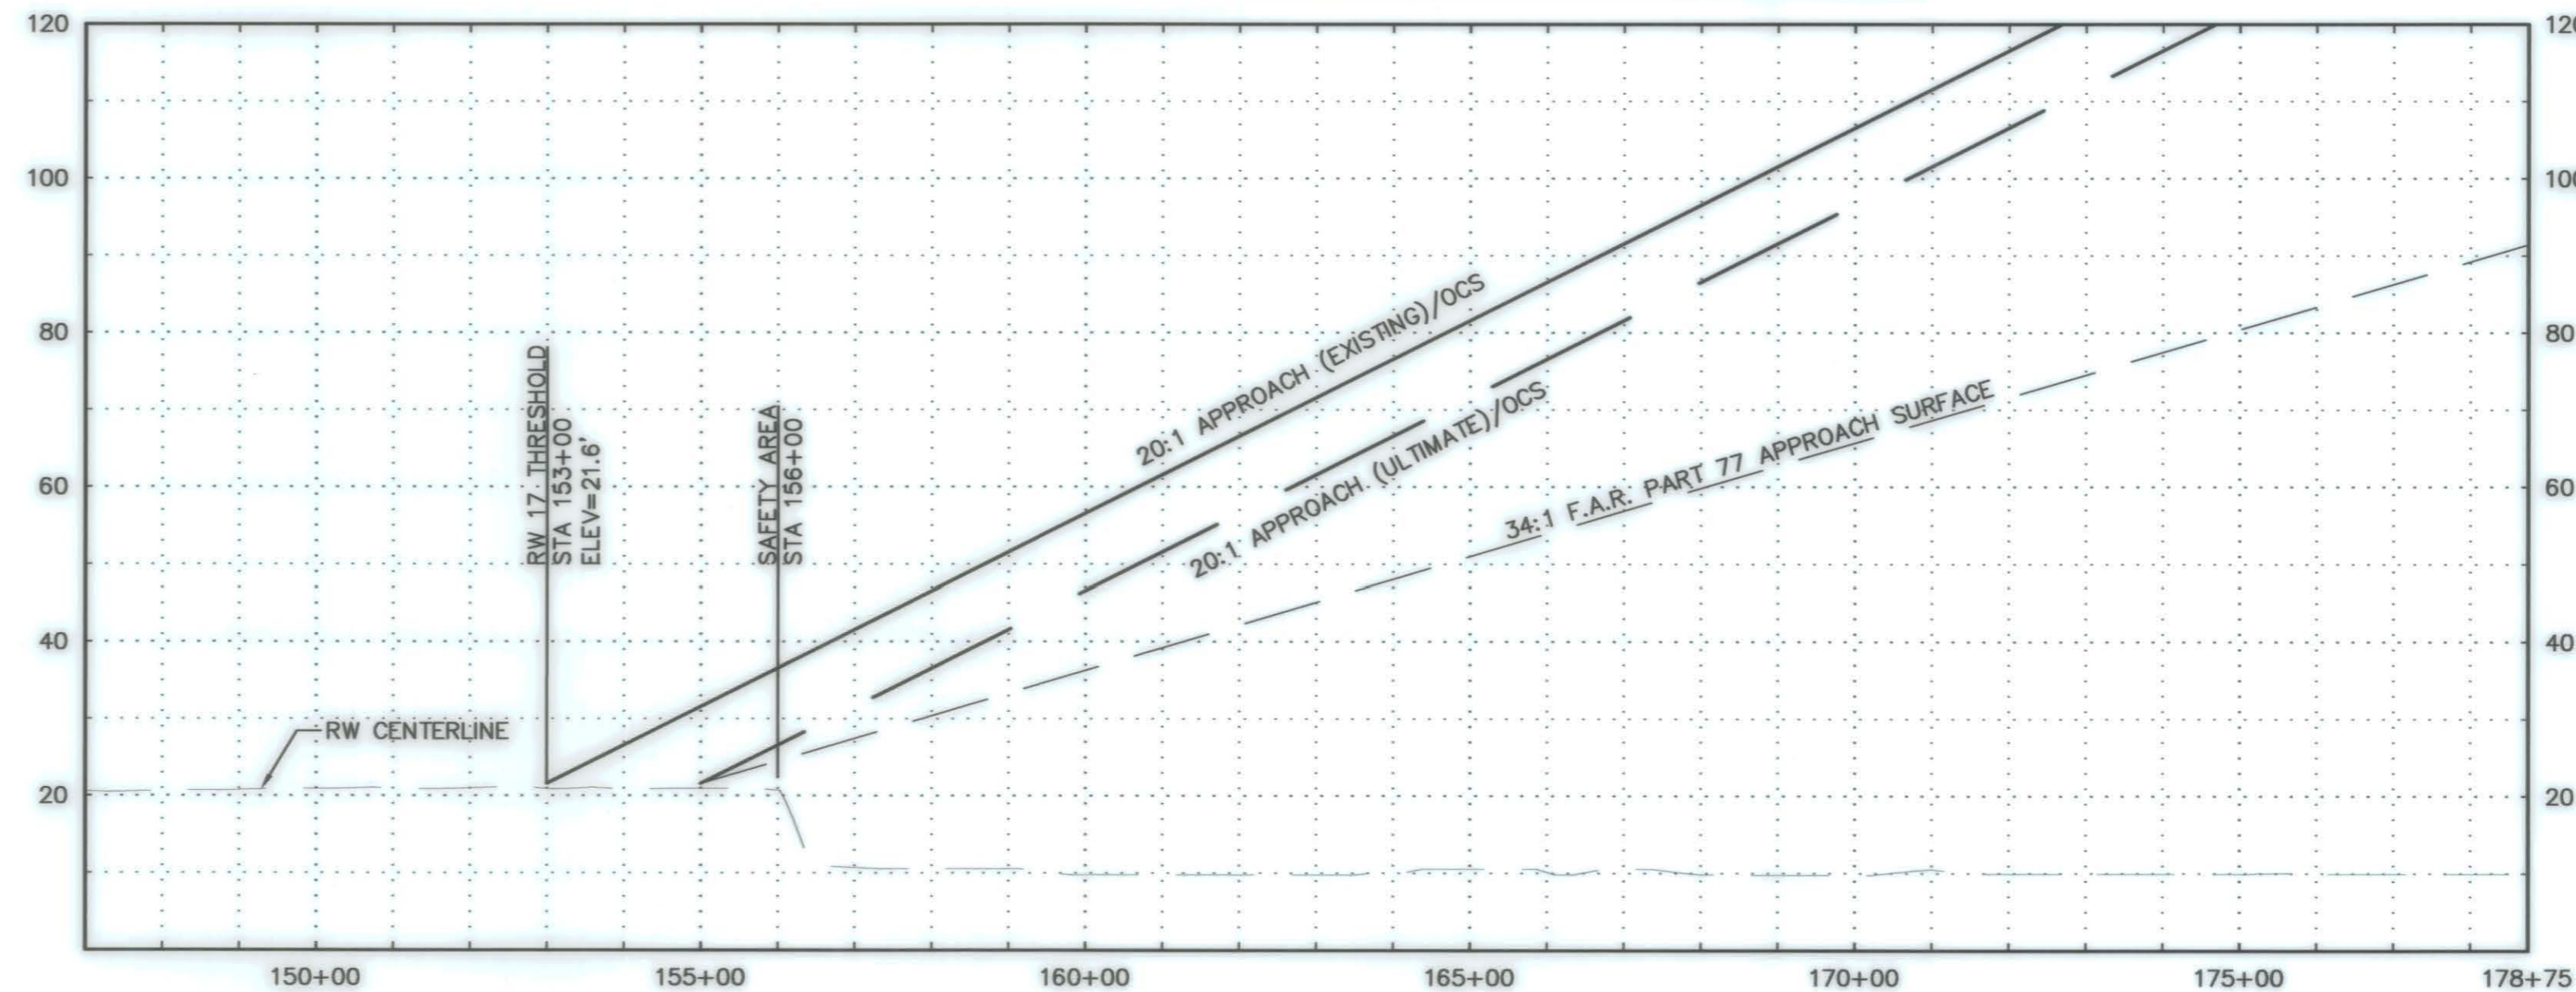 120
100
80
60
40
20
120
100
80
60
40
20
RW 17 THRESHOLD
STA 153+00
ELEV=21.6'
SAFETY AREA
STA 156+00
RW CENTERLINE
20:1 APPROACH (EXISTING)/OCS
20:1 APPROACH (ULTIMATE)/OCS
34:1 F.A.R. PART 77 APPROACH SURFACE
150+00
155+00
160+00
165+00
170+00
175+00
178+75